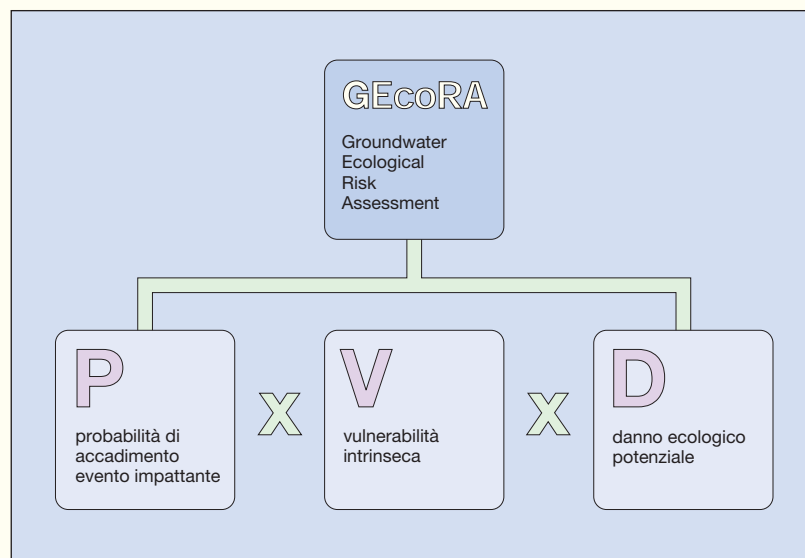 GEcoRA
Groundwater
Ecological
Risk
Assessment
P
probabilità di
accadimento
evento impattante
X
V
vulnerabilità
intrinseca
X
D
danno ecologico
potenziale